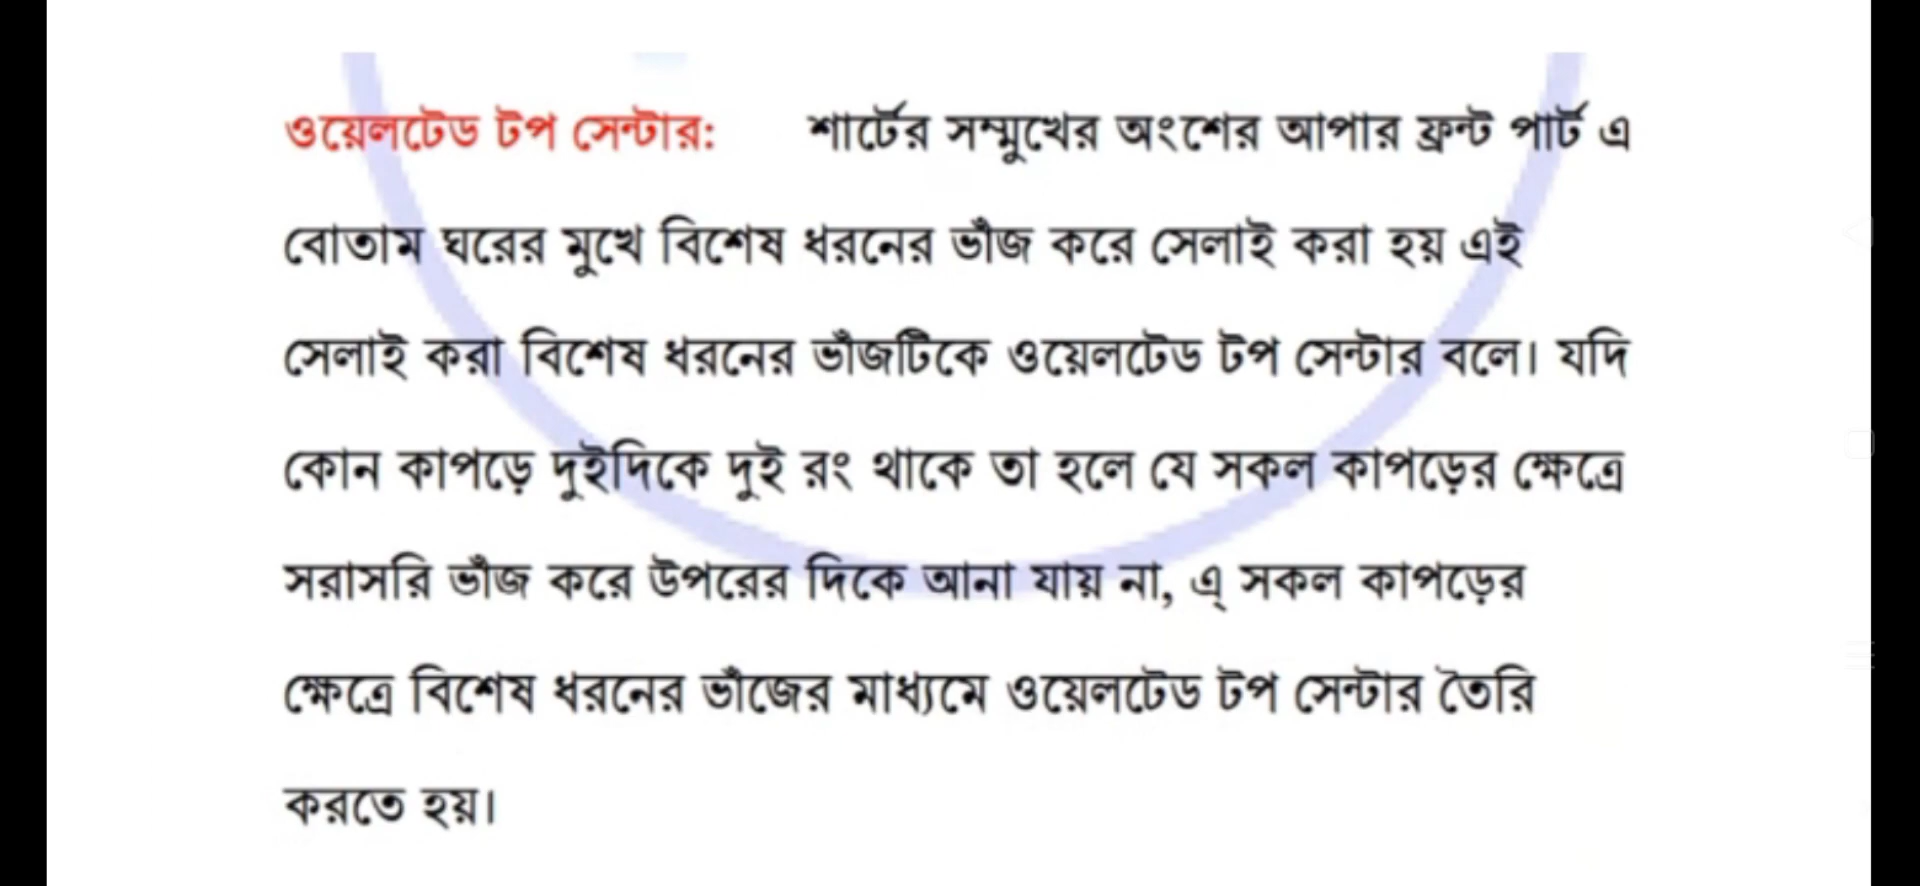 ওয়েলটেড টপ সেন্টার: শার্টের সম্মুখের অংশের আপার ফ্রন্ট পার্ট এ
বোতাম ঘরের মুখে বিশেষ ধরনের ভাঁজ করে সেলাই করা হয় এই
সেলাই করা বিশেষ ধরনের ভাঁজটিকে ওয়েলটেড টপ সেন্টার বলে। যদি
কোন কাপড়ে দুইদিকে দুই রং থাকে তা হলে যে সকল কাপড়ের ক্ষেত্রে
সরাসরি ভাঁজ করে উপরের দিকে আনা যায় না, এ্ সকল কাপড়ের
ক্ষেত্রে বিশেষ ধরনের ভাঁজের মাধ্যমে ওয়েলটেড টপ সেন্টার তৈরি
করতে হয়।